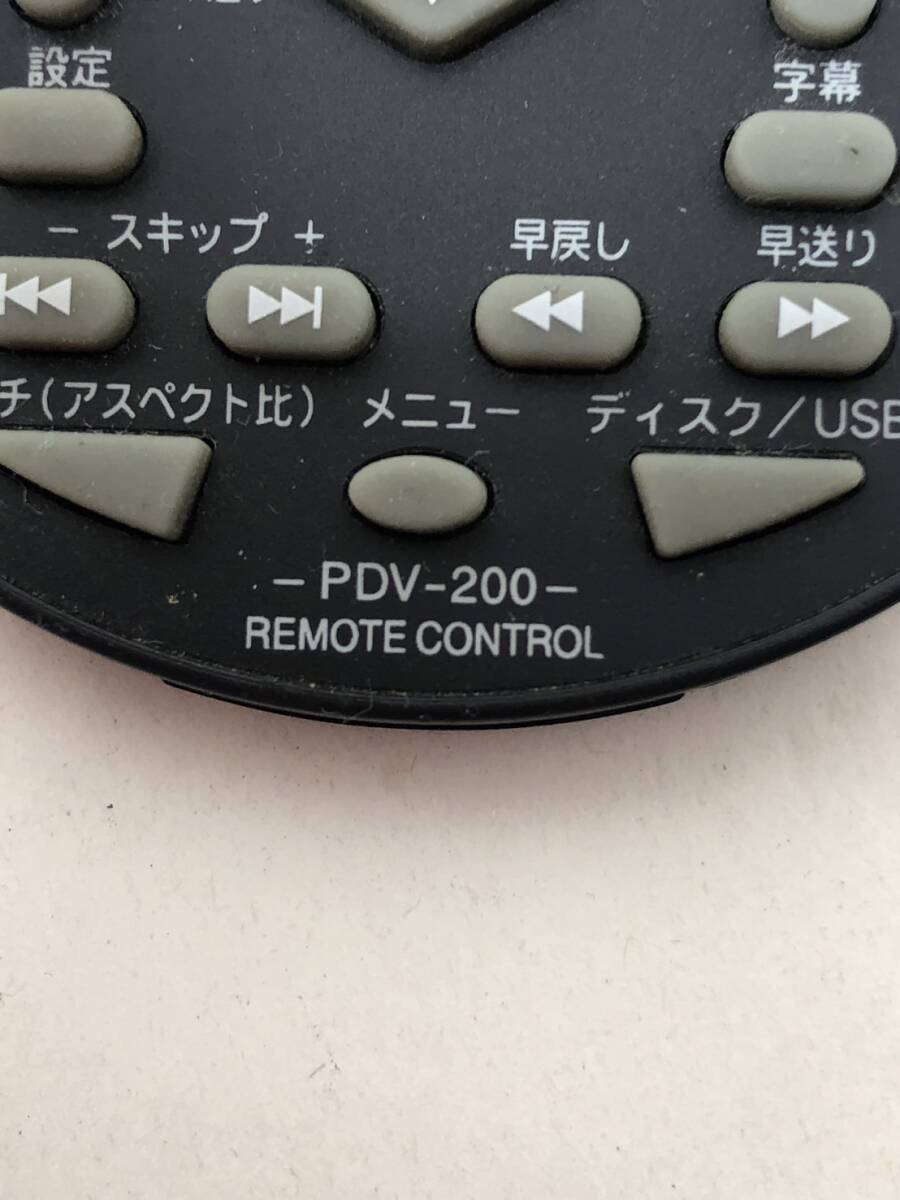 設定
字幕
- スキップ +
早戻し
早送り
チ(アスペクト比)
メニュー
ディスク/USB
-PDV-200-
REMOTE CONTROL